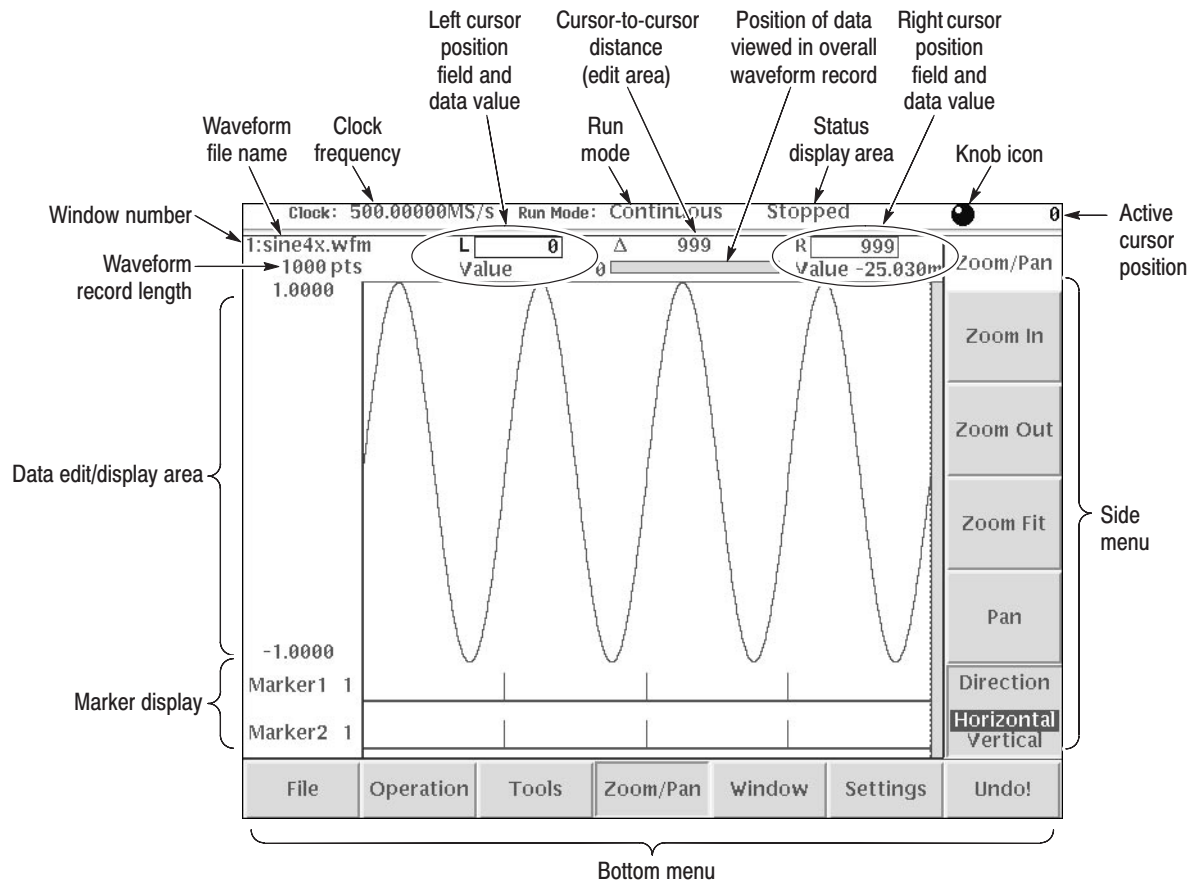 Left cursor
position
field and
data value
Cursor-to-cursor
distance
(edit area)
Position of data
viewed in overall
waveform record
Right cursor
position
field and
data value
Waveform
file name
Clock
frequency
Run
mode
Status
display area
Knob icon
Window number
Clock: 500.00000MS/s Run Mode: Continuous Stopped 0
Active
cursor
position
1:sine4x.wfm L 0 Δ 999 R 999
Waveform
record length
1000 pts Value 0 Value -25.030m
Zoom/Pan
1.0000
Zoom In
Zoom Out
Data edit/display area
Zoom Fit
Side
menu
Pan
-1.0000
Marker display
Marker1 1
Marker2 1
Direction
Horizontal
Vertical
File Operation Tools Zoom/Pan Window Settings Undo!
Bottom menu